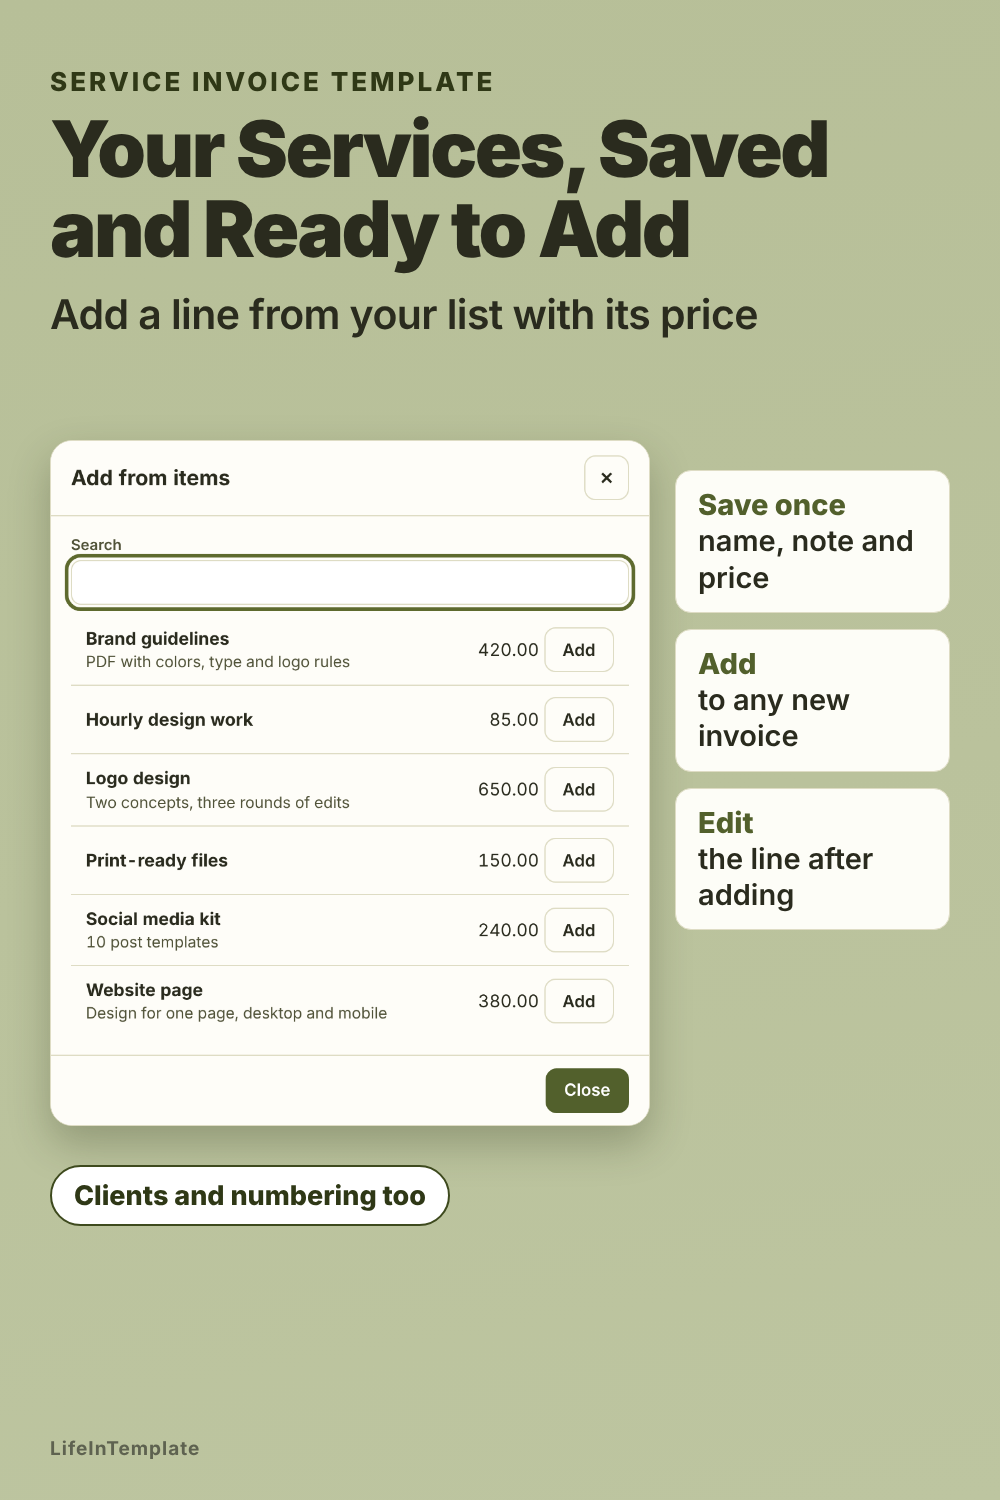 SERVICE INVOICE TEMPLATE
Your Services, Saved
and Ready to Add
Add a line from your list with its price
Add from items
×
Search
Brand guidelines
PDF with colors, type and logo rules
420.00 Add
Hourly design work
85.00 Add
Logo design
Two concepts, three rounds of edits
650.00 Add
Print-ready files
150.00 Add
Social media kit
10 post templates
240.00 Add
Website page
Design for one page, desktop and mobile
380.00 Add
Close
Save once
name, note and
price
Add
to any new
invoice
Edit
the line after
adding
Clients and numbering too
LifeInTemplate